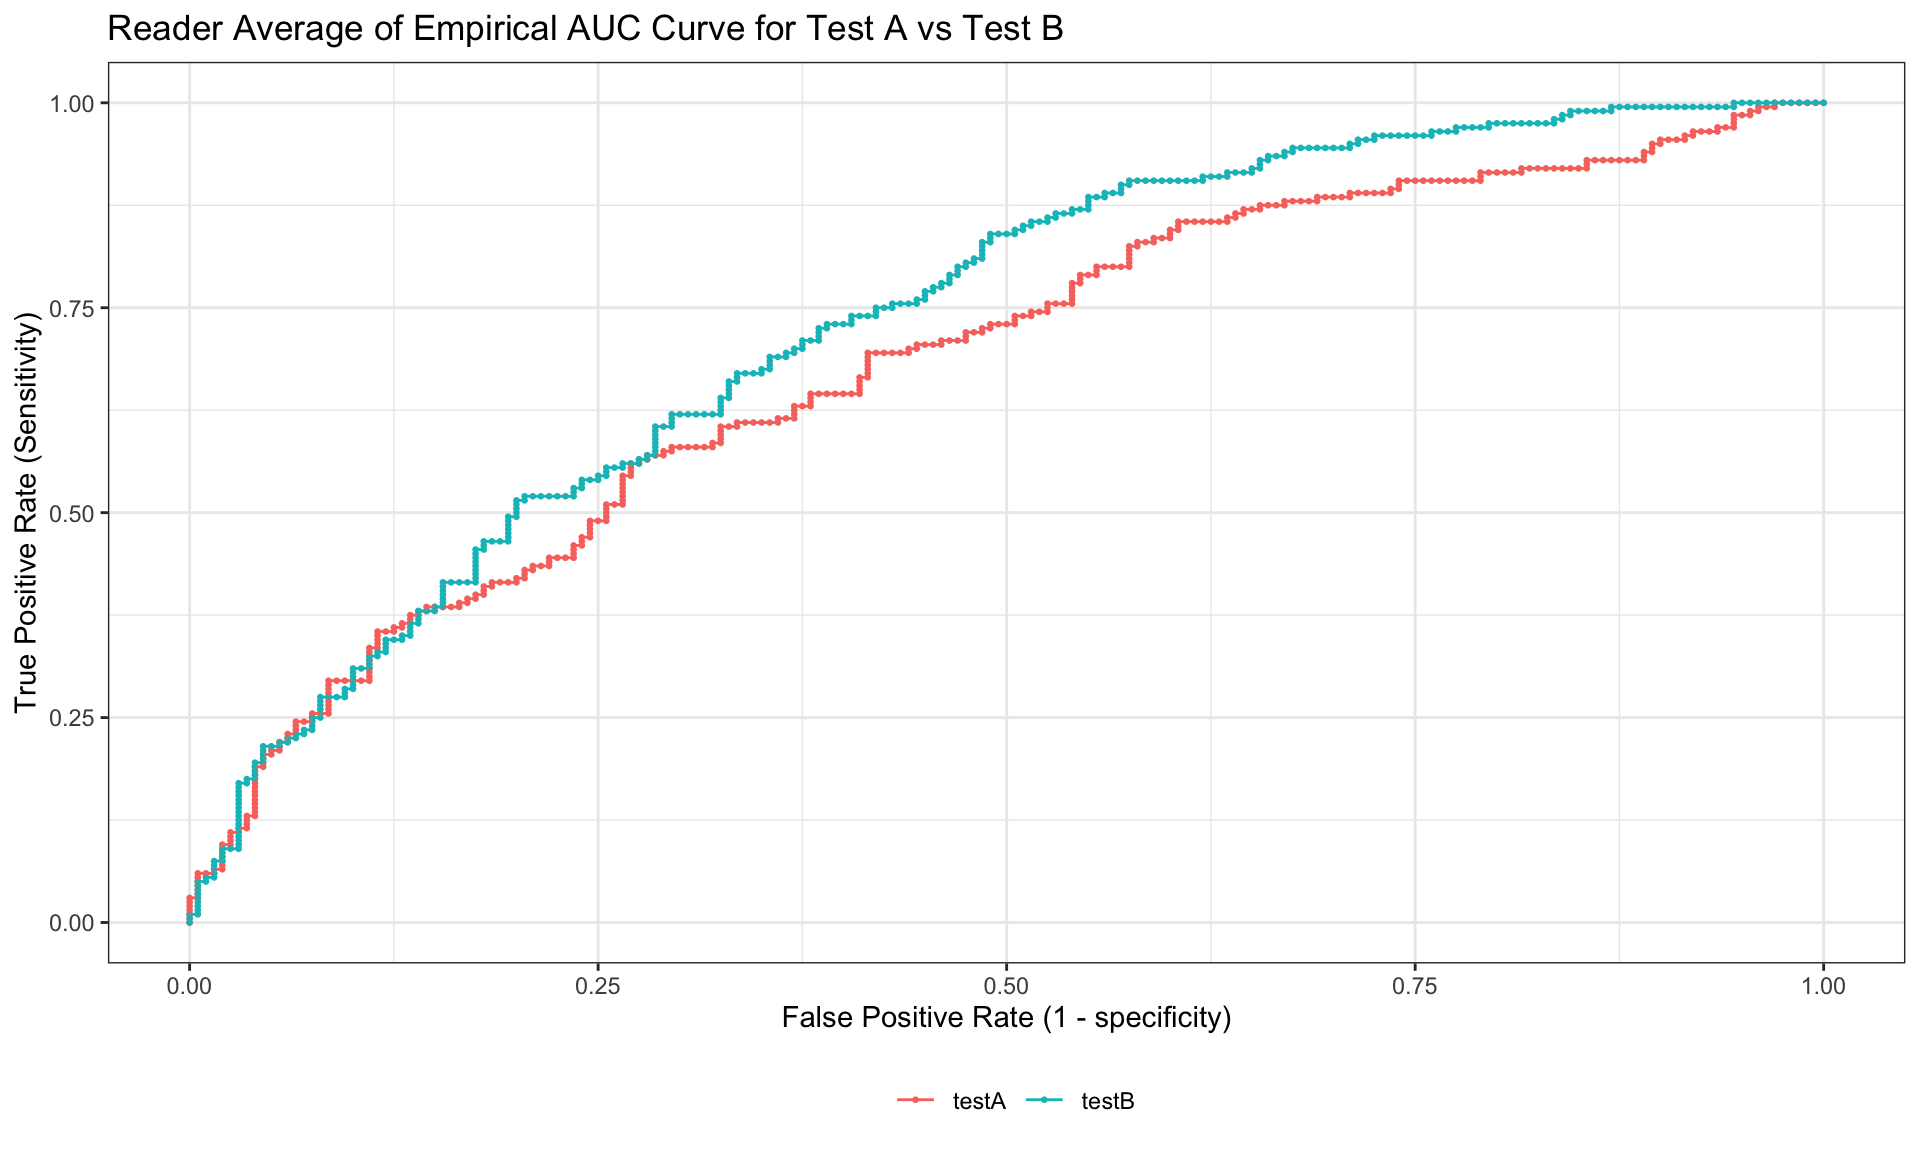 Reader Average of Empirical AUC Curve for Test A vs Test B
True Positive Rate (Sensitivity)
1.00
0.75
0.50
0.25
0.00
0.00 0.25 0.50 0.75 1.00
False Positive Rate (1 - specificity)
testA testB